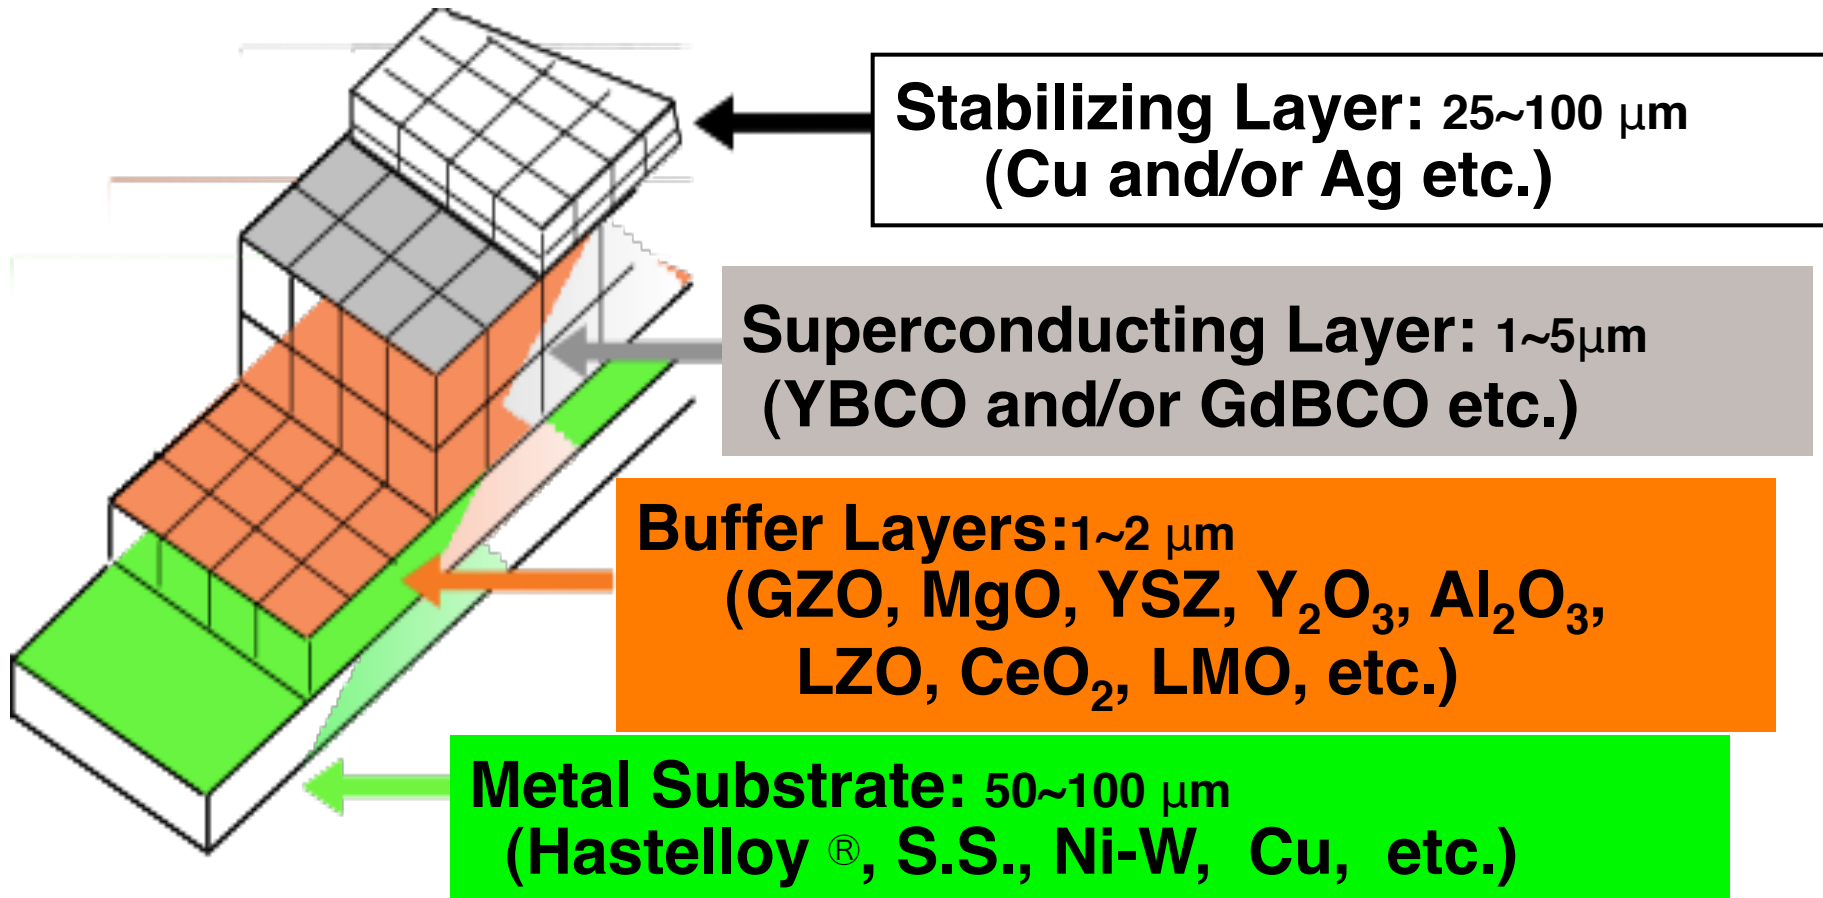 Stabilizing Layer: 25~100 μm
(Cu and/or Ag etc.)
Superconducting Layer: 1~5μm
(YBCO and/or GdBCO etc.)
Buffer Layers:1~2 μm
(GZO, MgO, YSZ, Y₂O₃, Al₂O₃,
LZO, CeO₂, LMO, etc.)
Metal Substrate: 50~100 μm
(Hastelloy ®, S.S., Ni-W, Cu, etc.)